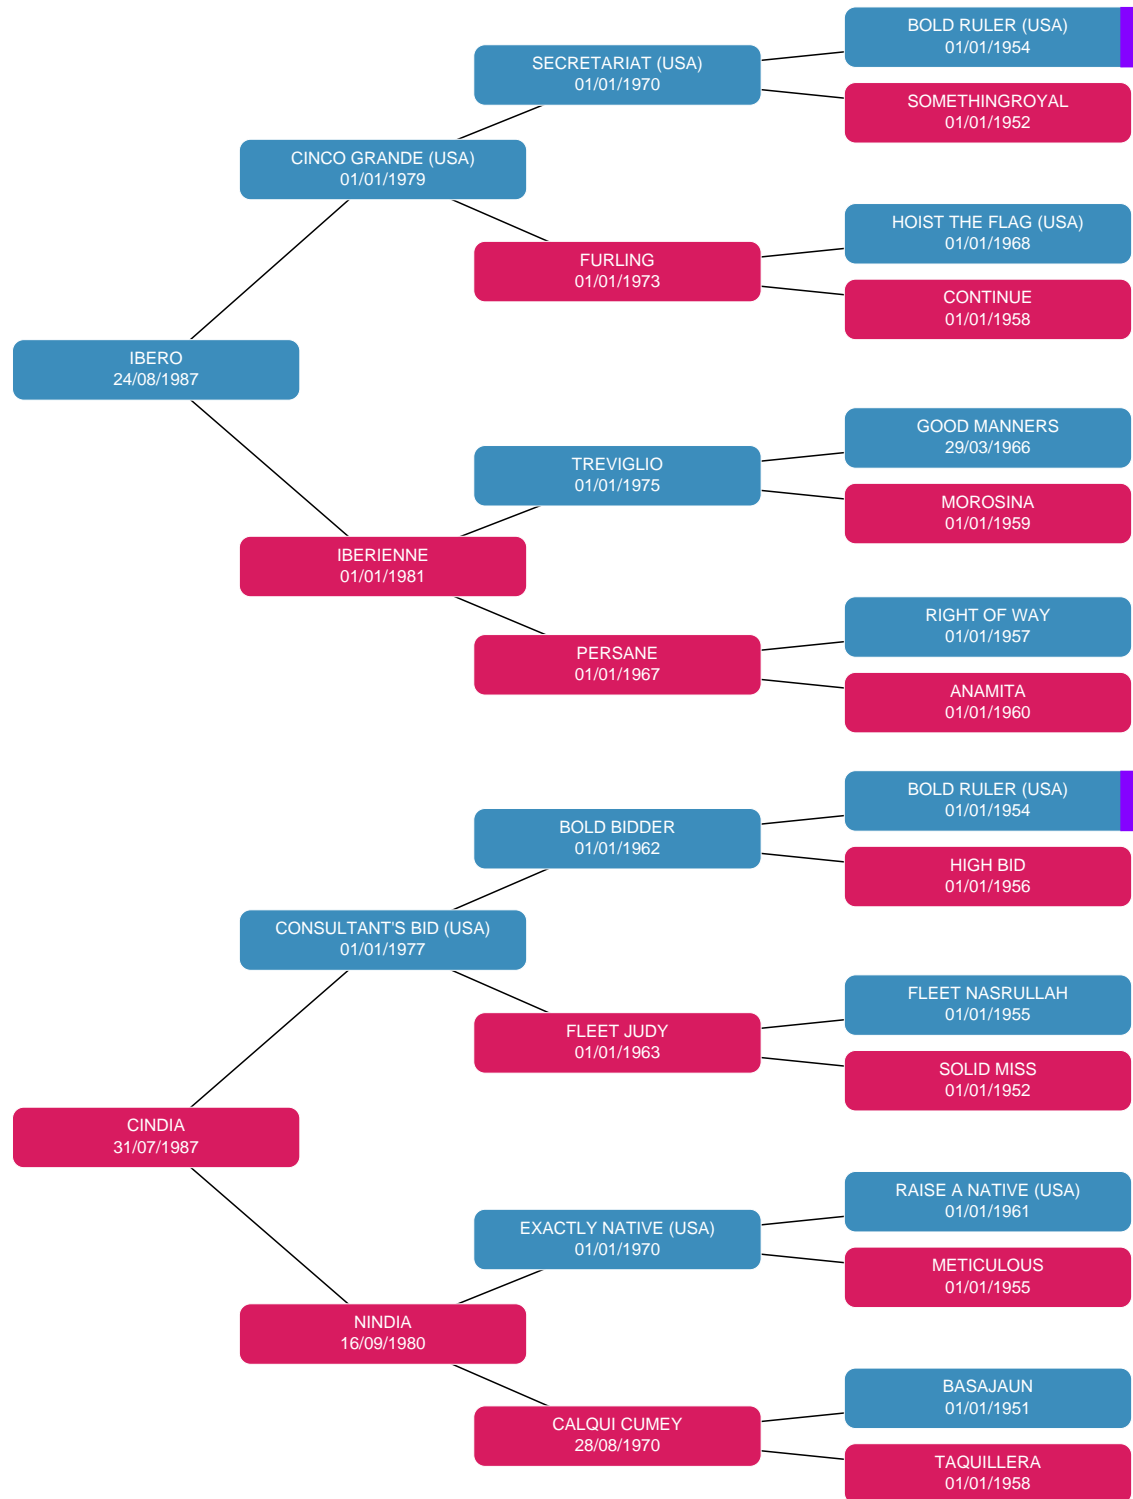 BOLD RULER (USA)
01/01/1954
SECRETARIAT (USA)
01/01/1970
SOMETHINGROYAL
01/01/1952
CINCO GRANDE (USA)
01/01/1979
HOIST THE FLAG (USA)
01/01/1968
FURLING
01/01/1973
CONTINUE
01/01/1958
IBERO
24/08/1987
GOOD MANNERS
29/03/1966
TREVIGLIO
01/01/1975
MOROSINA
01/01/1959
IBERIENNE
01/01/1981
RIGHT OF WAY
01/01/1957
PERSANE
01/01/1967
ANAMITA
01/01/1960
BOLD RULER (USA)
01/01/1954
BOLD BIDDER
01/01/1962
HIGH BID
01/01/1956
CONSULTANT'S BID (USA)
01/01/1977
FLEET NASRULLAH
01/01/1955
FLEET JUDY
01/01/1963
SOLID MISS
01/01/1952
CINDIA
31/07/1987
RAISE A NATIVE (USA)
01/01/1961
EXACTLY NATIVE (USA)
01/01/1970
METICULOUS
01/01/1955
NINDIA
16/09/1980
BASAJAUN
01/01/1951
CALQUI CUMEY
28/08/1970
TAQUILLERA
01/01/1958